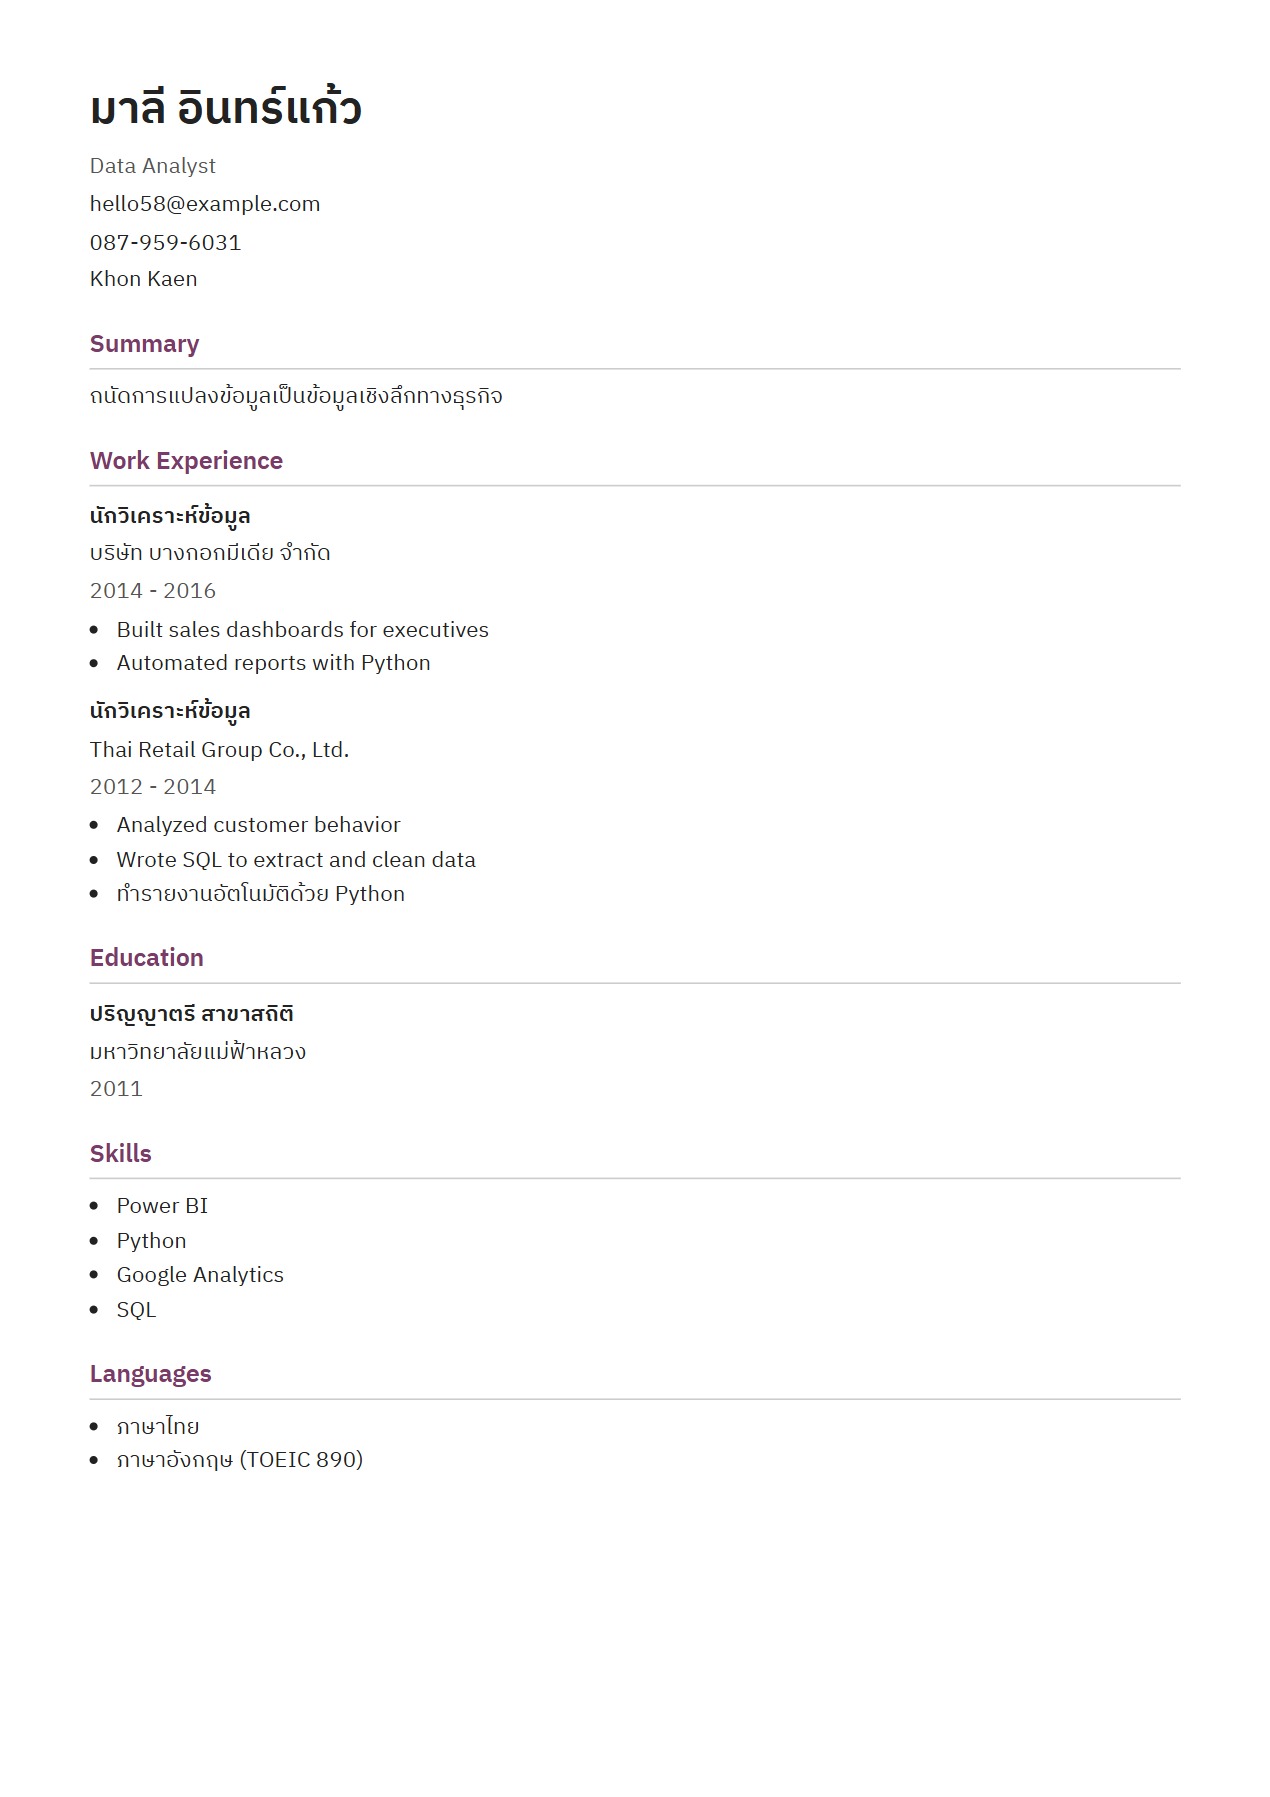 มาลี อินทร์แก้ว
Data Analyst
hello58@example.com
087-959-6031
Khon Kaen
Summary
ถนัดการแปลงข้อมูลเป็นข้อมูลเชิงลึกทางธุรกิจ
Work Experience
นักวิเคราะห์ข้อมูล
บริษัท บางกอกมีเดีย จำกัด
2014 - 2016
• Built sales dashboards for executives
• Automated reports with Python
นักวิเคราะห์ข้อมูล
Thai Retail Group Co., Ltd.
2012 - 2014
• Analyzed customer behavior
• Wrote SQL to extract and clean data
• ทำรายงานอัตโนมัติด้วย Python
Education
ปริญญาตรี สาขาสถิติ
มหาวิทยาลัยแม่ฟ้าหลวง
2011
Skills
• Power BI
• Python
• Google Analytics
• SQL
Languages
• ภาษาไทย
• ภาษาอังกฤษ (TOEIC 890)